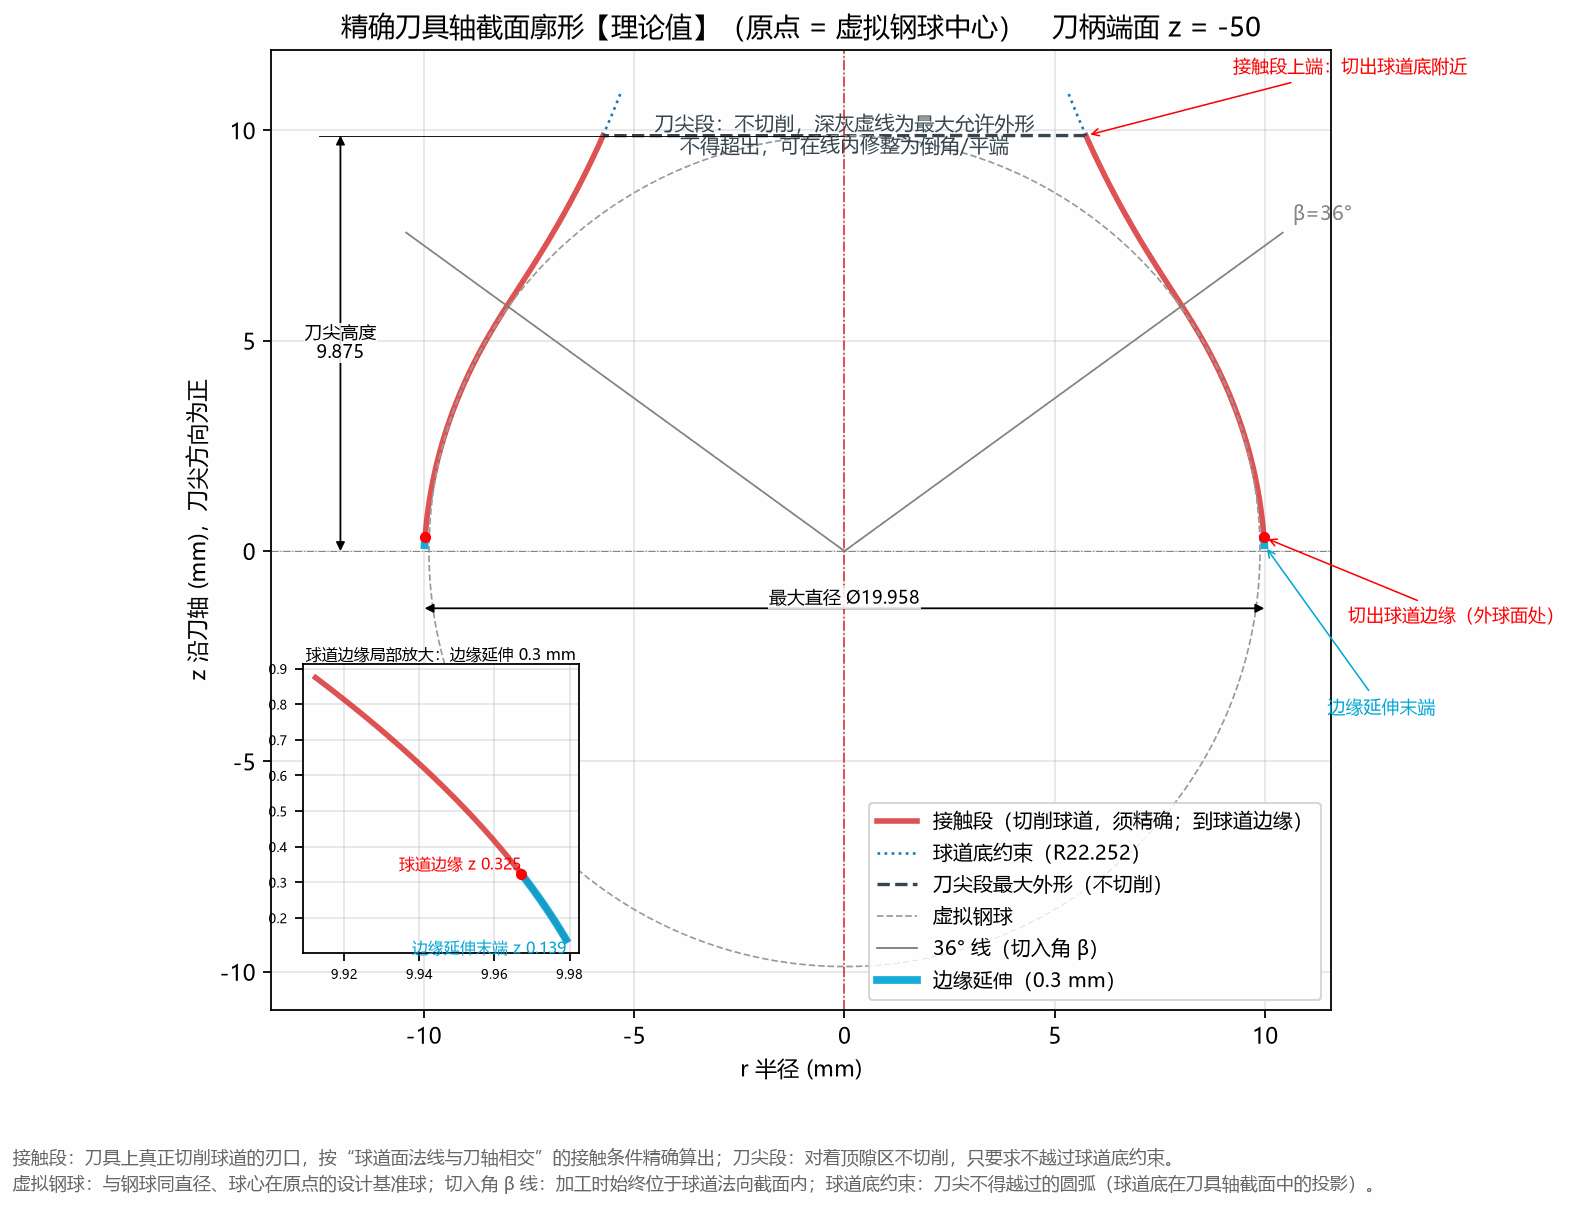 精确刀具轴截面廓形【理论值】（原点 = 虚拟钢球中心） 刀柄端面 z = -50
接触段上端：切出球道底附近
刀尖段：不切削，深灰虚线为最大允许外形
不得超出，可在线内修整为倒角/平端
β=36°
刀尖高度
9.875
最大直径 Ø19.958
切出球道边缘（外球面处）
边缘延伸末端
z 沿刀轴 (mm)，刀尖方向为正
10
5
0
-5
-10
球道边缘局部放大：边缘延伸 0.3 mm
0.9
0.8
0.7
0.6
0.5
0.4
0.3
0.2
球道边缘 z 0.325
边缘延伸末端 z 0.139
9.92
9.94
9.96
9.98
接触段（切削球道，须精确；到球道边缘）
球道底约束（R22.252）
刀尖段最大外形（不切削）
虚拟钢球
36° 线（切入角 β）
边缘延伸（0.3 mm）
-10
-5
0
5
10
r 半径 (mm)
接触段：刀具上真正切削球道的刃口，按“球道面法线与刀轴相交”的接触条件精确算出；刀尖段：对着顶隙区不切削，只要求不越过球道底约束。
虚拟钢球：与钢球同直径、球心在原点的设计基准球；切入角 β 线：加工时始终位于球道法向截面内；球道底约束：刀尖不得越过的圆弧（球道底在刀具轴截面中的投影）。